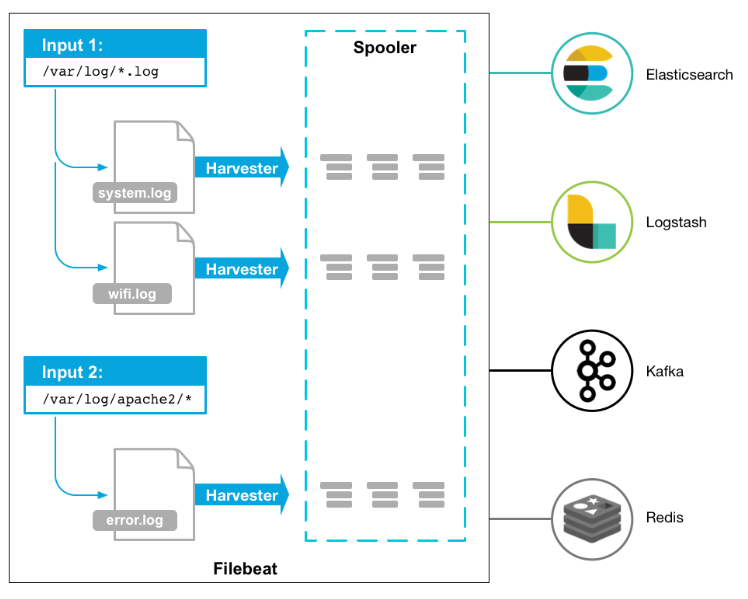 Input 1:
/var/log/*.log
Spooler
system.log
Harvester
wifi.log
Harvester
Input 2:
/var/log/apache2/*
error.log
Harvester
Filebeat
Elasticsearch
Logstash
Kafka
Redis